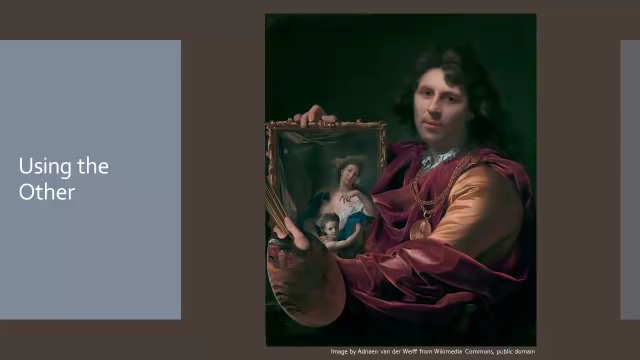 Using the
Other
Image by Adriaen van der Werff from Wikimedia Commons, public domain